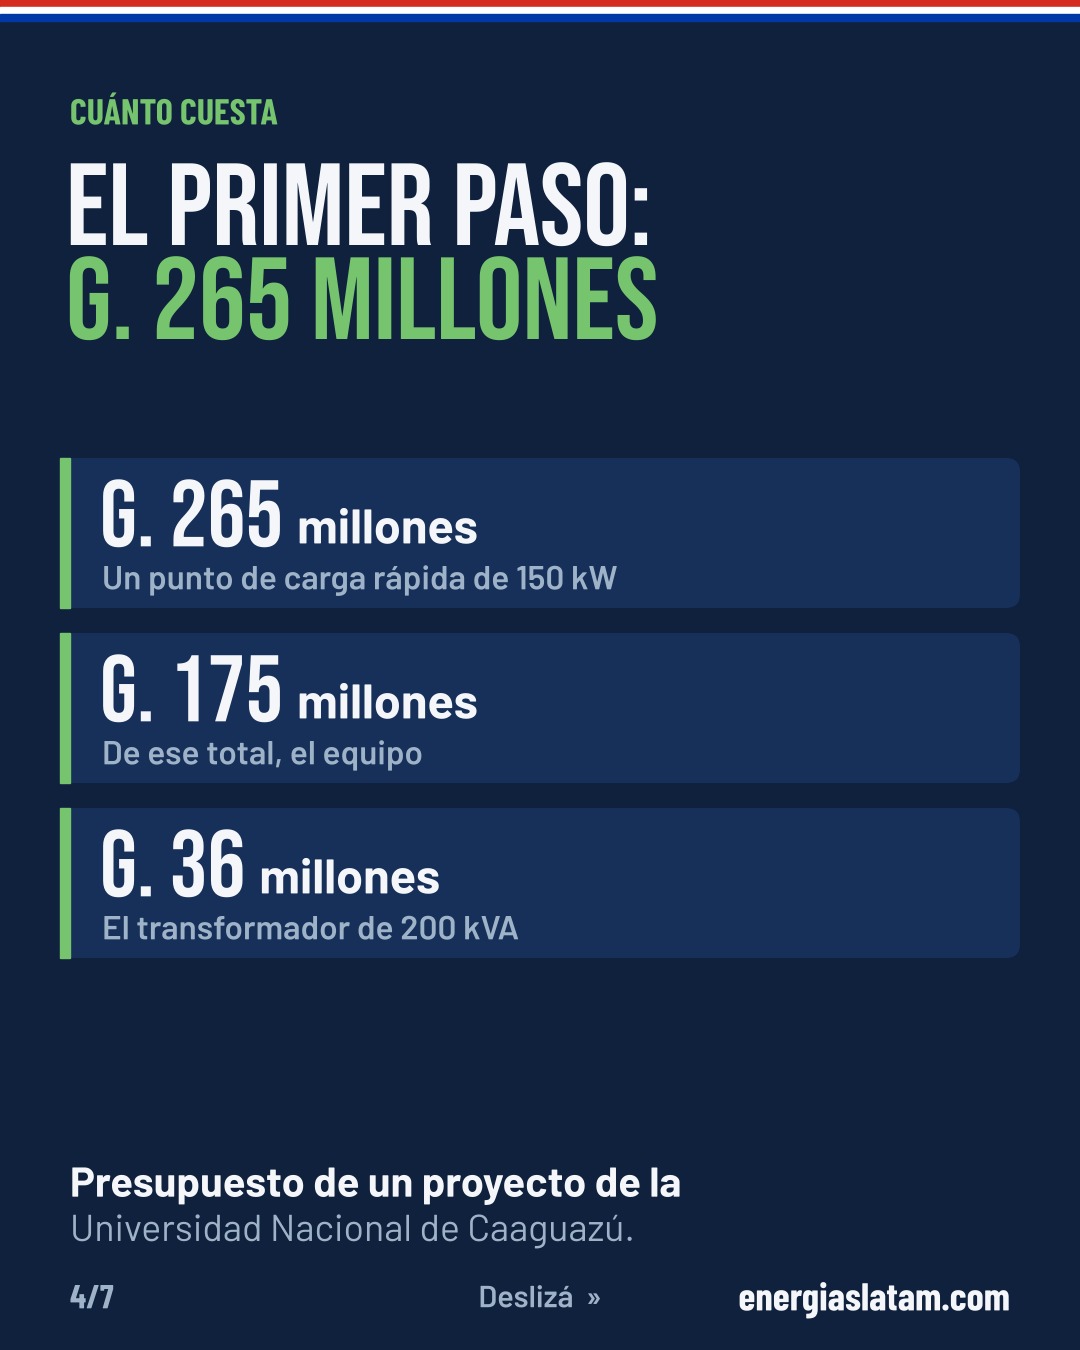 CUÁNTO CUESTA
EL PRIMER PASO:
G. 265 MILLONES
G. 265 millones
Un punto de carga rápida de 150 kW
G. 175 millones
De ese total, el equipo
G. 36 millones
El transformador de 200 kVA
Presupuesto de un proyecto de la
Universidad Nacional de Caaguazú.
4/7 Deslizá » energiaslatam.com